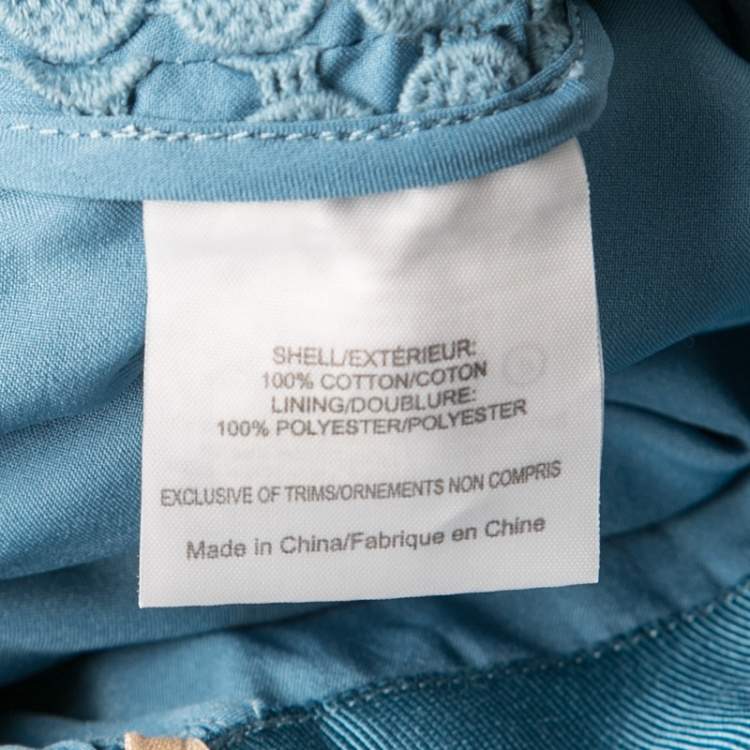 SHELL/EXTÉRIEUR:
100% COTTON/COTON
LINING/DOUBLURE:
100% POLYESTER/POLYESTER
EXCLUSIVE OF TRIMS/ORNEMENTS NON COMPRIS
Made in China/Fabrique en Chine